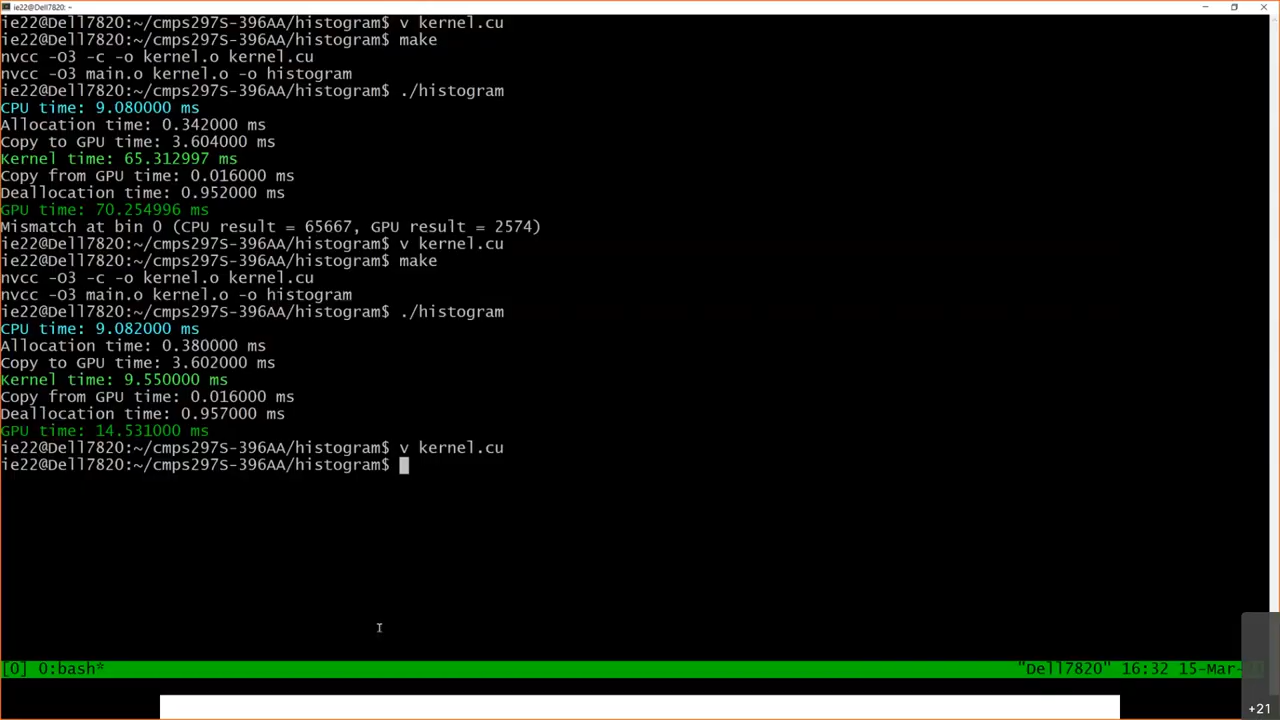 ie22@Dell7820: ~
ie22@Dell7820:~/cmps297S-396AA/histogram$ v kernel.cu
ie22@Dell7820:~/cmps297S-396AA/histogram$ make
nvcc -O3 -c -o kernel.o kernel.cu
nvcc -O3 main.o kernel.o -o histogram
ie22@Dell7820:~/cmps297S-396AA/histogram$ ./histogram
CPU time: 9.080000 ms
Allocation time: 0.342000 ms
Copy to GPU time: 3.604000 ms
Kernel time: 65.312997 ms
Copy from GPU time: 0.016000 ms
Deallocation time: 0.952000 ms
GPU time: 70.254996 ms
Mismatch at bin 0 (CPU result = 65667, GPU result = 2574)
ie22@Dell7820:~/cmps297S-396AA/histogram$ v kernel.cu
ie22@Dell7820:~/cmps297S-396AA/histogram$ make
nvcc -O3 -c -o kernel.o kernel.cu
nvcc -O3 main.o kernel.o -o histogram
ie22@Dell7820:~/cmps297S-396AA/histogram$ ./histogram
CPU time: 9.082000 ms
Allocation time: 0.380000 ms
Copy to GPU time: 3.602000 ms
Kernel time: 9.550000 ms
Copy from GPU time: 0.016000 ms
Deallocation time: 0.957000 ms
GPU time: 14.531000 ms
ie22@Dell7820:~/cmps297S-396AA/histogram$ v kernel.cu
ie22@Dell7820:~/cmps297S-396AA/histogram$
[0] 0:bash* "Dell7820" 16:32 15-Mar-
+21